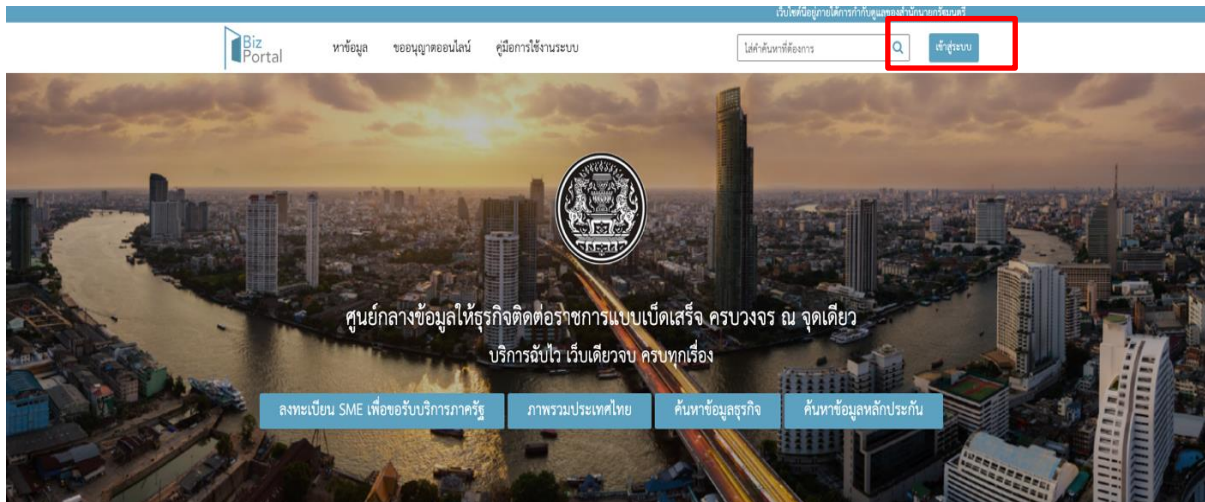 เว็บไซต์นี้อยู่ภายใต้การกำกับดูแลของสำนักนายกรัฐมนตรี
Biz
Portal
หาข้อมูล
ขออนุญาตออนไลน์
คู่มือการใช้งานระบบ
ใส่คำค้นหาที่ต้องการ
เข้าสู่ระบบ
ศูนย์กลางข้อมูลให้ธุรกิจติดต่อราชการแบบเบ็ดเสร็จ ครบวงจร ณ จุดเดียว
บริการฉับไว เว็บเดียวจบ ครบทุกเรื่อง
ลงทะเบียน SME เพื่อขอรับบริการภาครัฐ
ภาพรวมประเทศไทย
ค้นหาข้อมูลธุรกิจ
ค้นหาข้อมูลหลักประกัน